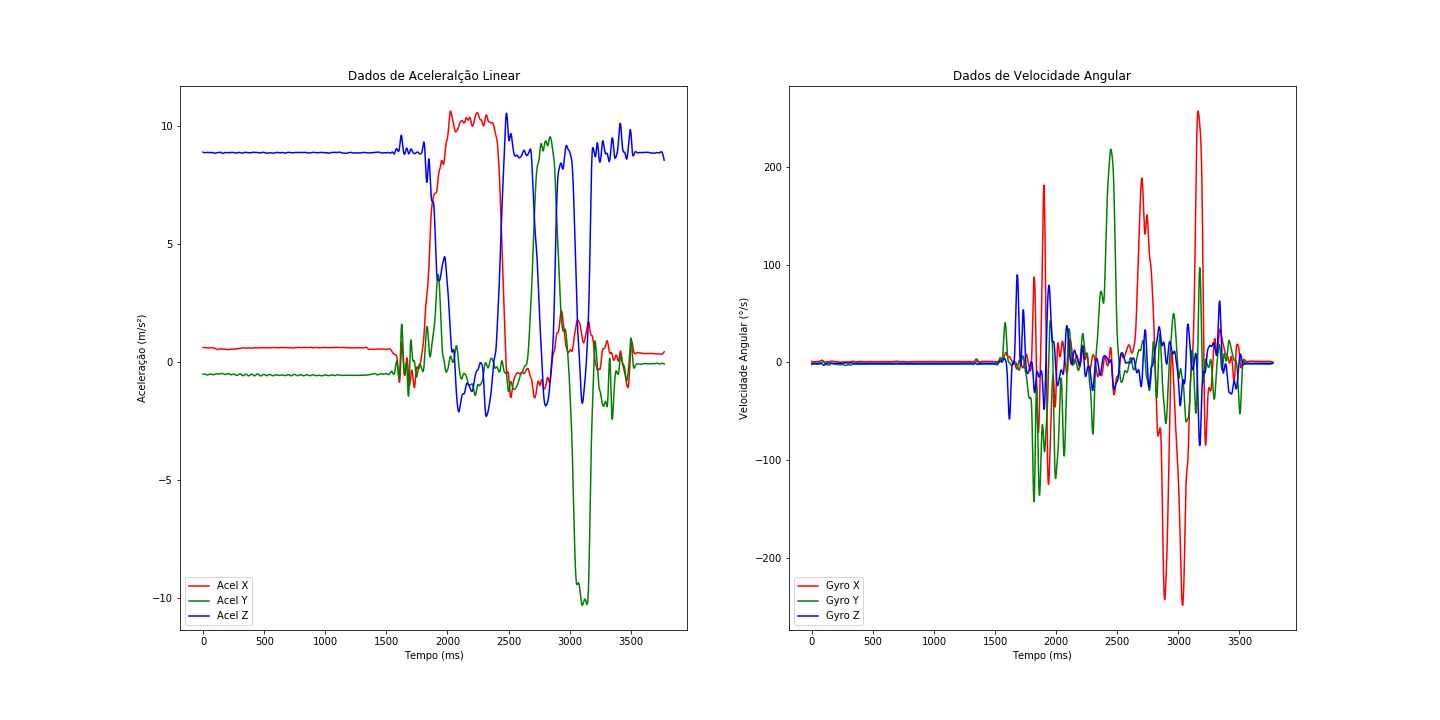 Dados de Aceleralção Linear
Aceleração (m/s²)
10
5
0
−5
−10
Acel X
Acel Y
Acel Z
0 500 1000 1500 2000 2500 3000 3500
Tempo (ms)
Dados de Velocidade Angular
Velocidade Angular (°/s)
200
100
0
−100
−200
Gyro X
Gyro Y
Gyro Z
0 500 1000 1500 2000 2500 3000 3500
Tempo (ms)